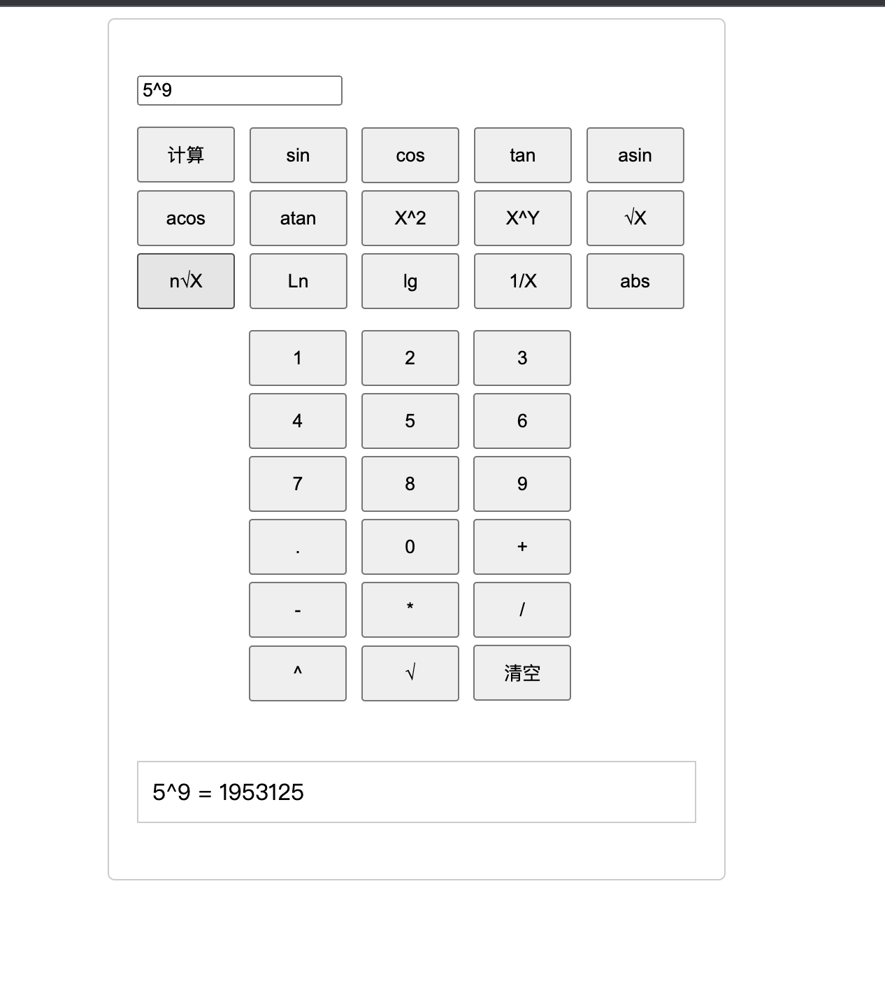 5^9
计算 sin cos tan asin
acos atan X^2 X^Y √X
n√X Ln lg 1/X abs
1 2 3
4 5 6
7 8 9
. 0 +
- * /
^ √ 清空
5^9 = 1953125